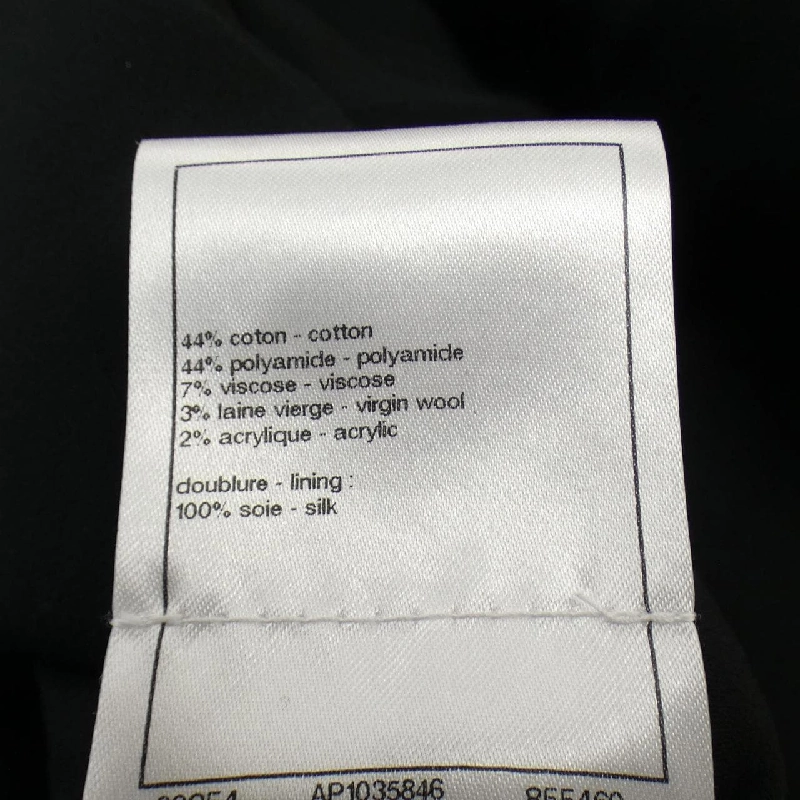 44% coton - cotton
44% polyamide - polyamide
7% viscose - viscose
3% laine vierge - virgin wool
2% acrylique - acrylic
doublure - lining :
100% soie - silk
AP1035846